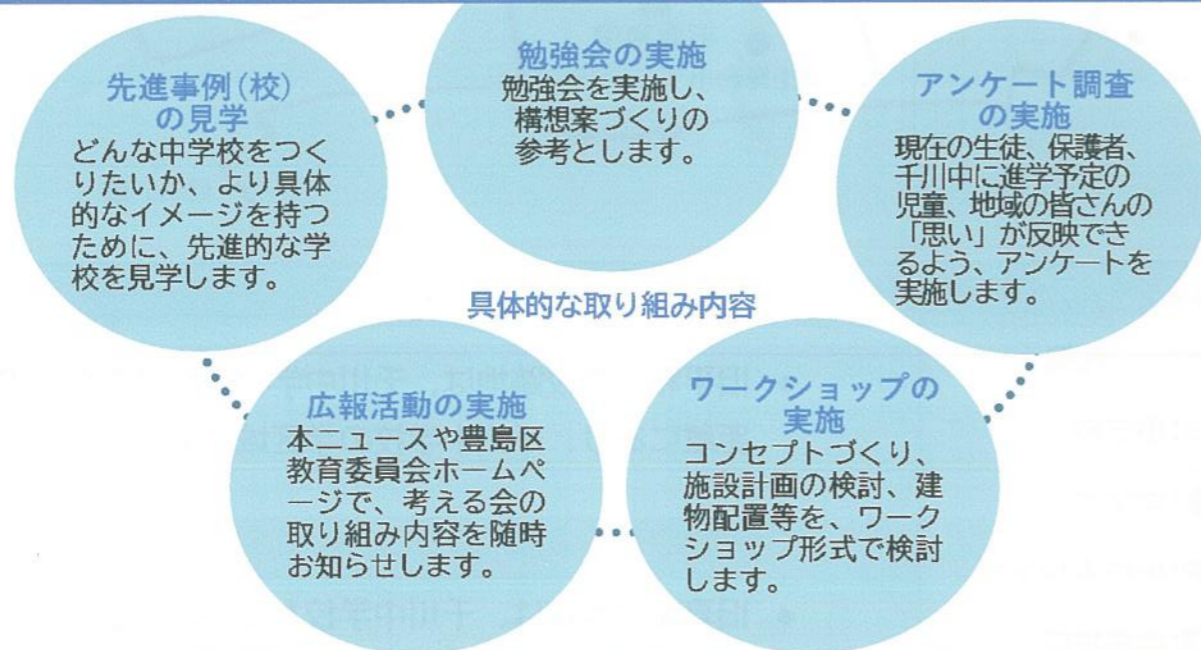 勉強会の実施
勉強会を実施し、
構想案づくりの
参考とします。
先進事例(校)
の見学
どんな中学校をつく
りたいか、より具体
的なイメージを持つ
ために、先進的な学
校を見学します。
アンケート調査
の実施
現在の生徒、保護者、
千川中に進学予定の
児童、地域の皆さんの
「思い」が反映でき
るよう、アンケートを
実施します。
具体的な取り組み内容
広報活動の実施
本ニュースや豊島区
教育委員会ホームペ
ージで、考える会の
取り組み内容を随時
お知らせします。
ワークショップの
実施
コンセプトづくり、
施設計画の検討、建
物配置等を、ワーク
ショップ形式で検討
します。